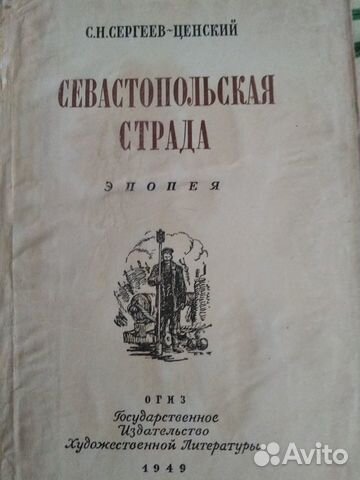 С.Н.СЕРГЕЕВ-ЦЕНСКИЙ
СЕВАСТОПОЛЬСКАЯ
СТРАДА
ЭПОПЕЯ
ОГИЗ
Государственное
Издательство
Художественной Литературы
1949
Avito